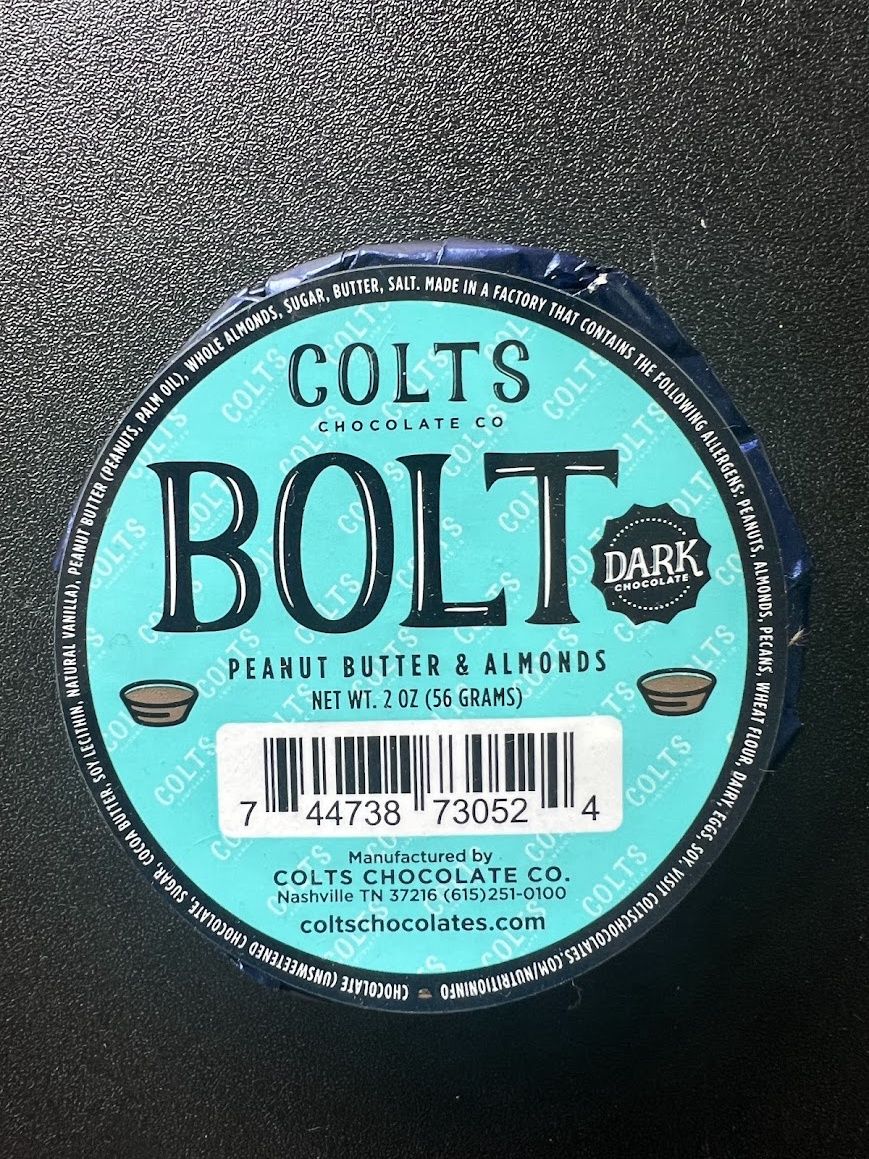 COLTS
CHOCOLATE CO
BOLT
DARK
CHOCOLATE
PEANUT BUTTER & ALMONDS
NET WT. 2 OZ (56 GRAMS)
7 44738 73052 4
Manufactured by
COLTS CHOCOLATE CO.
Nashville TN 37216 (615)251-0100
coltschocolates.com
CHOCOLATE (UNSWEETENED CHOCOLATE, SUGAR, COCOA BUTTER, SOY LECITHIN, NATURAL VANILLA), PEANUT BUTTER (PEANUTS, PALM OIL), WHOLE ALMONDS, SUGAR, BUTTER, SALT. MADE IN A FACTORY THAT CONTAINS THE FOLLOWING ALLERGENS: PEANUTS, ALMONDS, PECANS, WHEAT FLOUR, DAIRY, EGGS, SOY. VISIT COLTSCHOCOLATES.COM/NUTRITIONINFO